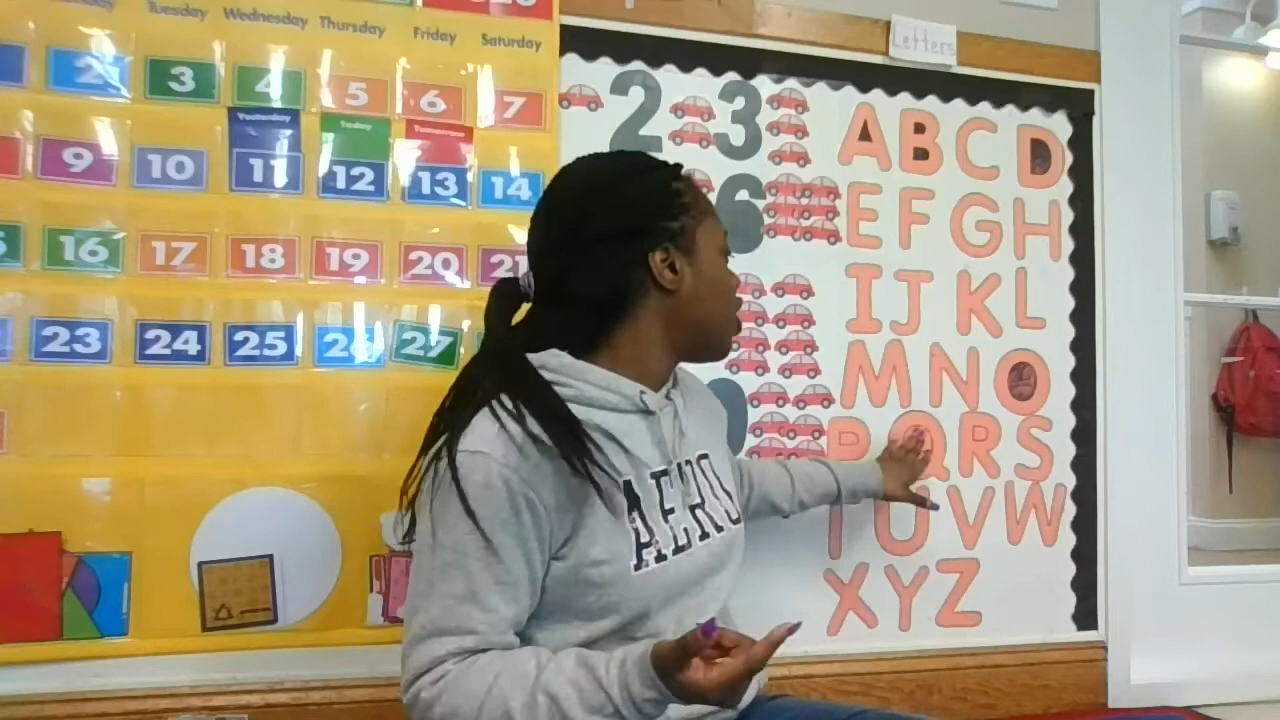 Tuesday Wednesday Thursday Friday Saturday
2 3 4 5 6 7
Yesterday Today Tomorrow
9 10 11 12 13 14
16 17 18 19 20 21
23 24 25 26 27
Letters
2 3
6
A B C D
E F G H
I J K L
M N O
P Q R S
T U V W
X Y Z
AERO